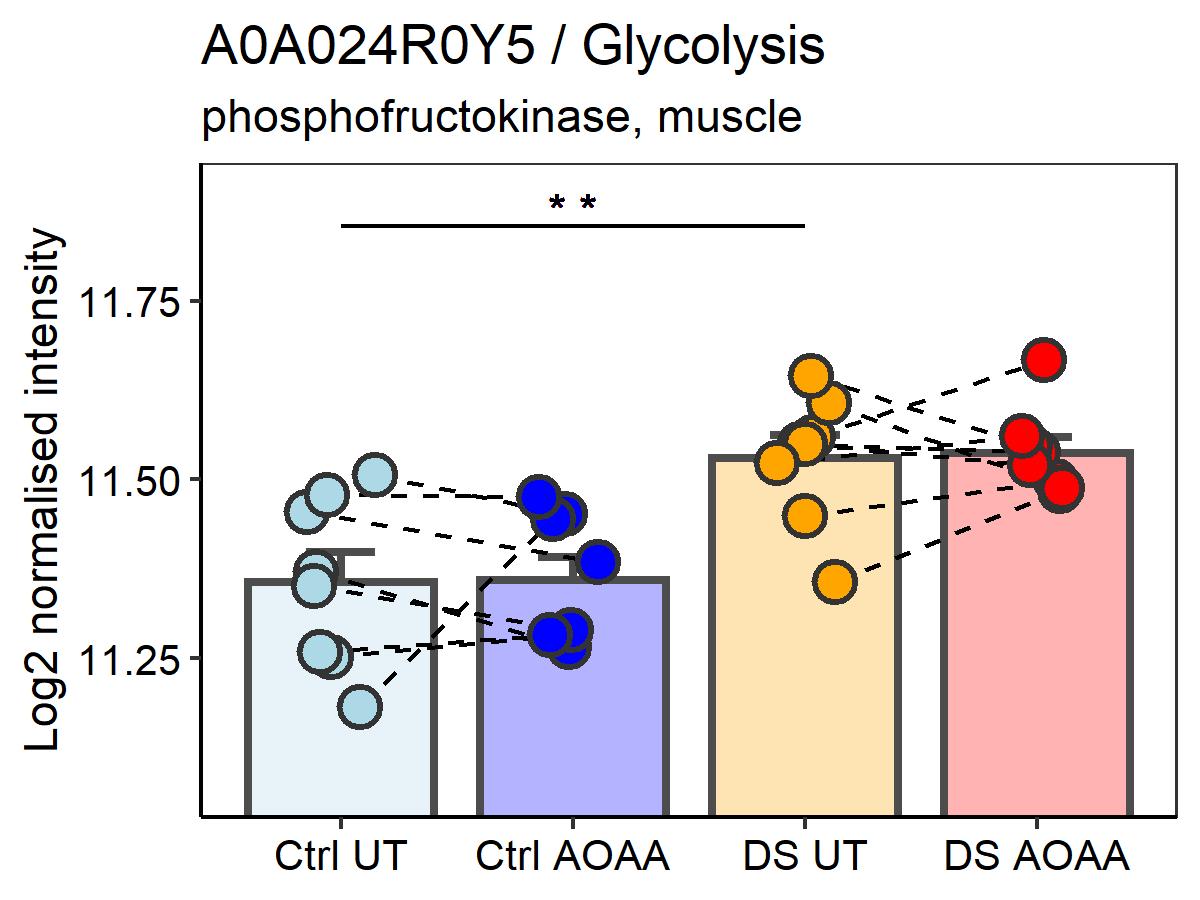 A0A024R0Y5 / Glycolysis
phosphofructokinase, muscle
* *
Log2 normalised intensity
11.75
11.50
11.25
Ctrl UT
Ctrl AOAA
DS UT
DS AOAA